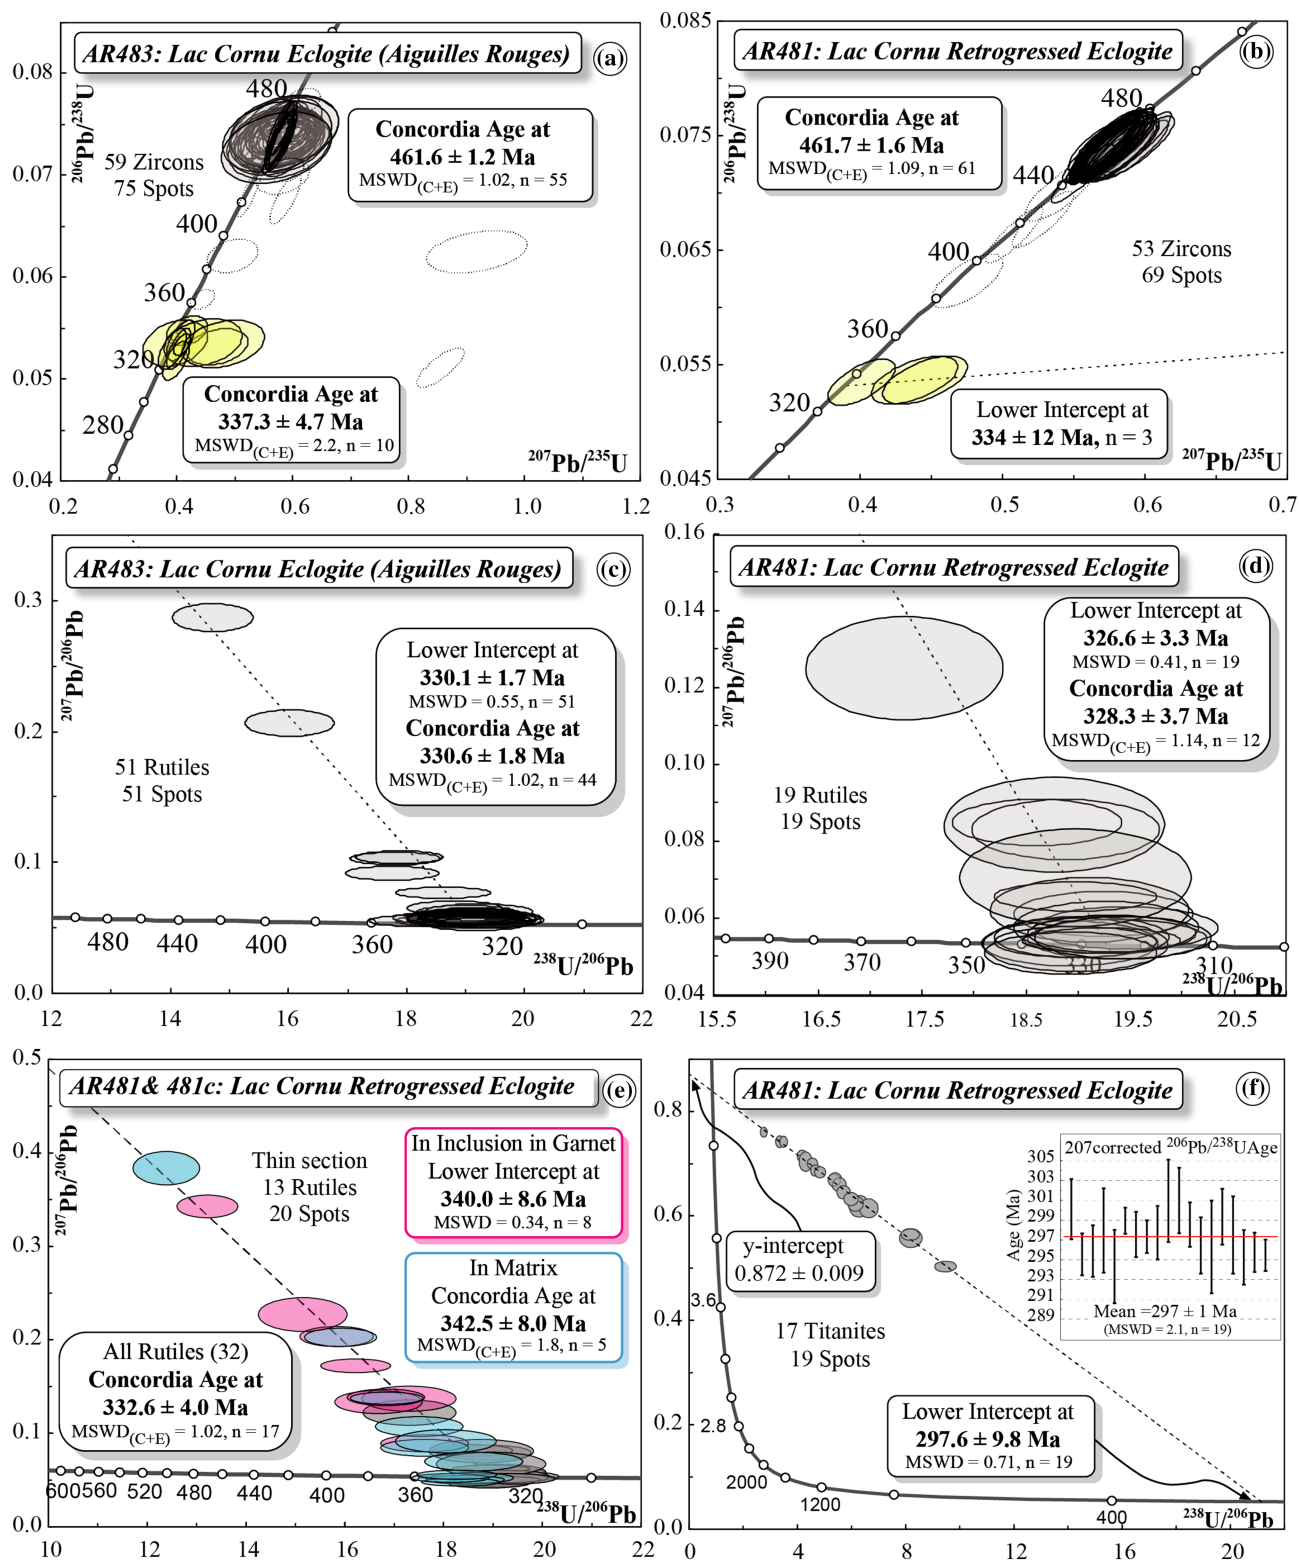 AR483: Lac Cornu Eclogite (Aiguilles Rouges)
(a)
206Pb/238U
0.08
0.07
0.06
0.05
0.04
480
400
360
320
280
59 Zircons
75 Spots
Concordia Age at
461.6 ± 1.2 Ma
MSWD(C+E) = 1.02, n = 55
Concordia Age at
337.3 ± 4.7 Ma
MSWD(C+E) = 2.2, n = 10
207Pb/235U
0.2 0.4 0.6 0.8 1.0 1.2
AR481: Lac Cornu Retrogressed Eclogite
(b)
206Pb/238U
0.085
0.075
0.065
0.055
0.045
480
440
400
360
320
Concordia Age at
461.7 ± 1.6 Ma
MSWD(C+E) = 1.09, n = 61
53 Zircons
69 Spots
Lower Intercept at
334 ± 12 Ma, n = 3
207Pb/235U
0.3 0.4 0.5 0.6 0.7
AR483: Lac Cornu Eclogite (Aiguilles Rouges)
(c)
207Pb/206Pb
0.3
0.2
0.1
0.0
51 Rutiles
51 Spots
Lower Intercept at
330.1 ± 1.7 Ma
MSWD = 0.55, n = 51
Concordia Age at
330.6 ± 1.8 Ma
MSWD(C+E) = 1.02, n = 44
480 440 400 360 320
238U/206Pb
12 14 16 18 20 22
AR481: Lac Cornu Retrogressed Eclogite
(d)
207Pb/206Pb
0.16
0.14
0.12
0.10
0.08
0.06
0.04
Lower Intercept at
326.6 ± 3.3 Ma
MSWD = 0.41, n = 19
Concordia Age at
328.3 ± 3.7 Ma
MSWD(C+E) = 1.14, n = 12
19 Rutiles
19 Spots
390 370 350 330 310
238U/206Pb
15.5 16.5 17.5 18.5 19.5 20.5
AR481& 481c: Lac Cornu Retrogressed Eclogite
(e)
207Pb/206Pb
0.5
0.4
0.3
0.2
0.1
0.0
Thin section
13 Rutiles
20 Spots
In Inclusion in Garnet
Lower Intercept at
340.0 ± 8.6 Ma
MSWD = 0.34, n = 8
In Matrix
Concordia Age at
342.5 ± 8.0 Ma
MSWD(C+E) = 1.8, n = 5
All Rutiles (32)
Concordia Age at
332.6 ± 4.0 Ma
MSWD(C+E) = 1.02, n = 17
600 560 520 480 440 400 360 320
238U/206Pb
10 12 14 16 18 20 22
AR481: Lac Cornu Retrogressed Eclogite
(f)
0.8
0.6
0.4
0.2
0.0
y-intercept
0.872 ± 0.009
207corrected 206Pb/238UAge
Age (Ma)
305
303
301
299
297
295
293
291
289
Mean =297 ± 1 Ma
(MSWD = 2.1, n = 19)
17 Titanites
19 Spots
Lower Intercept at
297.6 ± 9.8 Ma
MSWD = 0.71, n = 19
3.6
2.8
2000
1200
400
238U/206Pb
0 4 8 12 16 20